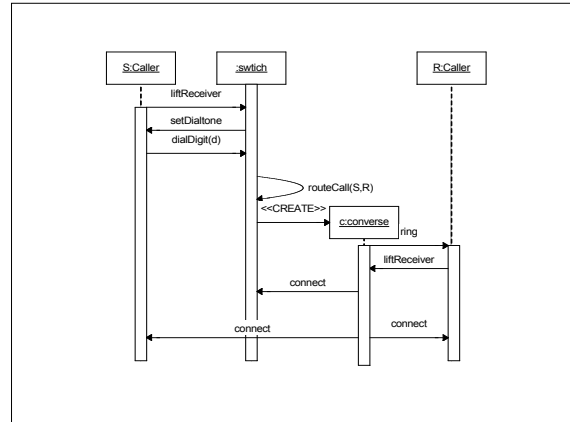 S:Caller
:swtich
R:Caller
liftReceiver
setDialtone
dialDigit(d)
routeCall(S,R)
<<CREATE>>
c:converse
ring
liftReceiver
connect
connect
connect